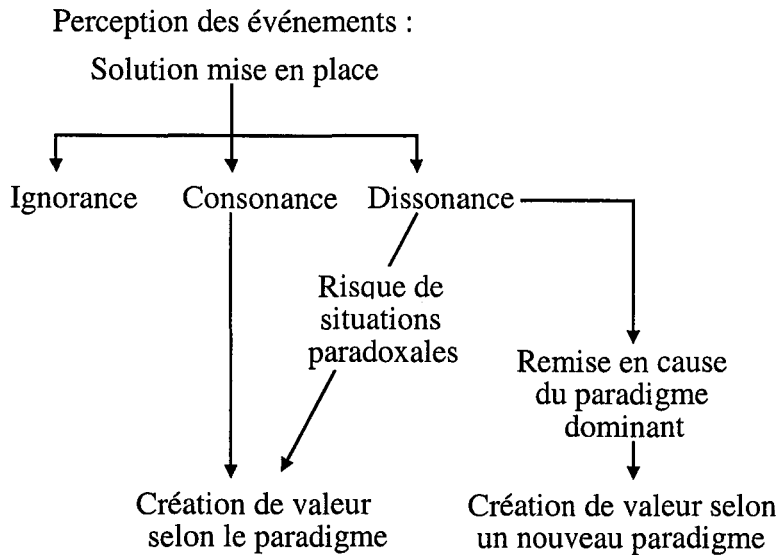 Perception des événements :
Solution mise en place
Ignorance Consonance Dissonance
Risque de
situations
paradoxales
Remise en cause
du paradigme
dominant
Création de valeur
selon le paradigme
Création de valeur selon
un nouveau paradigme